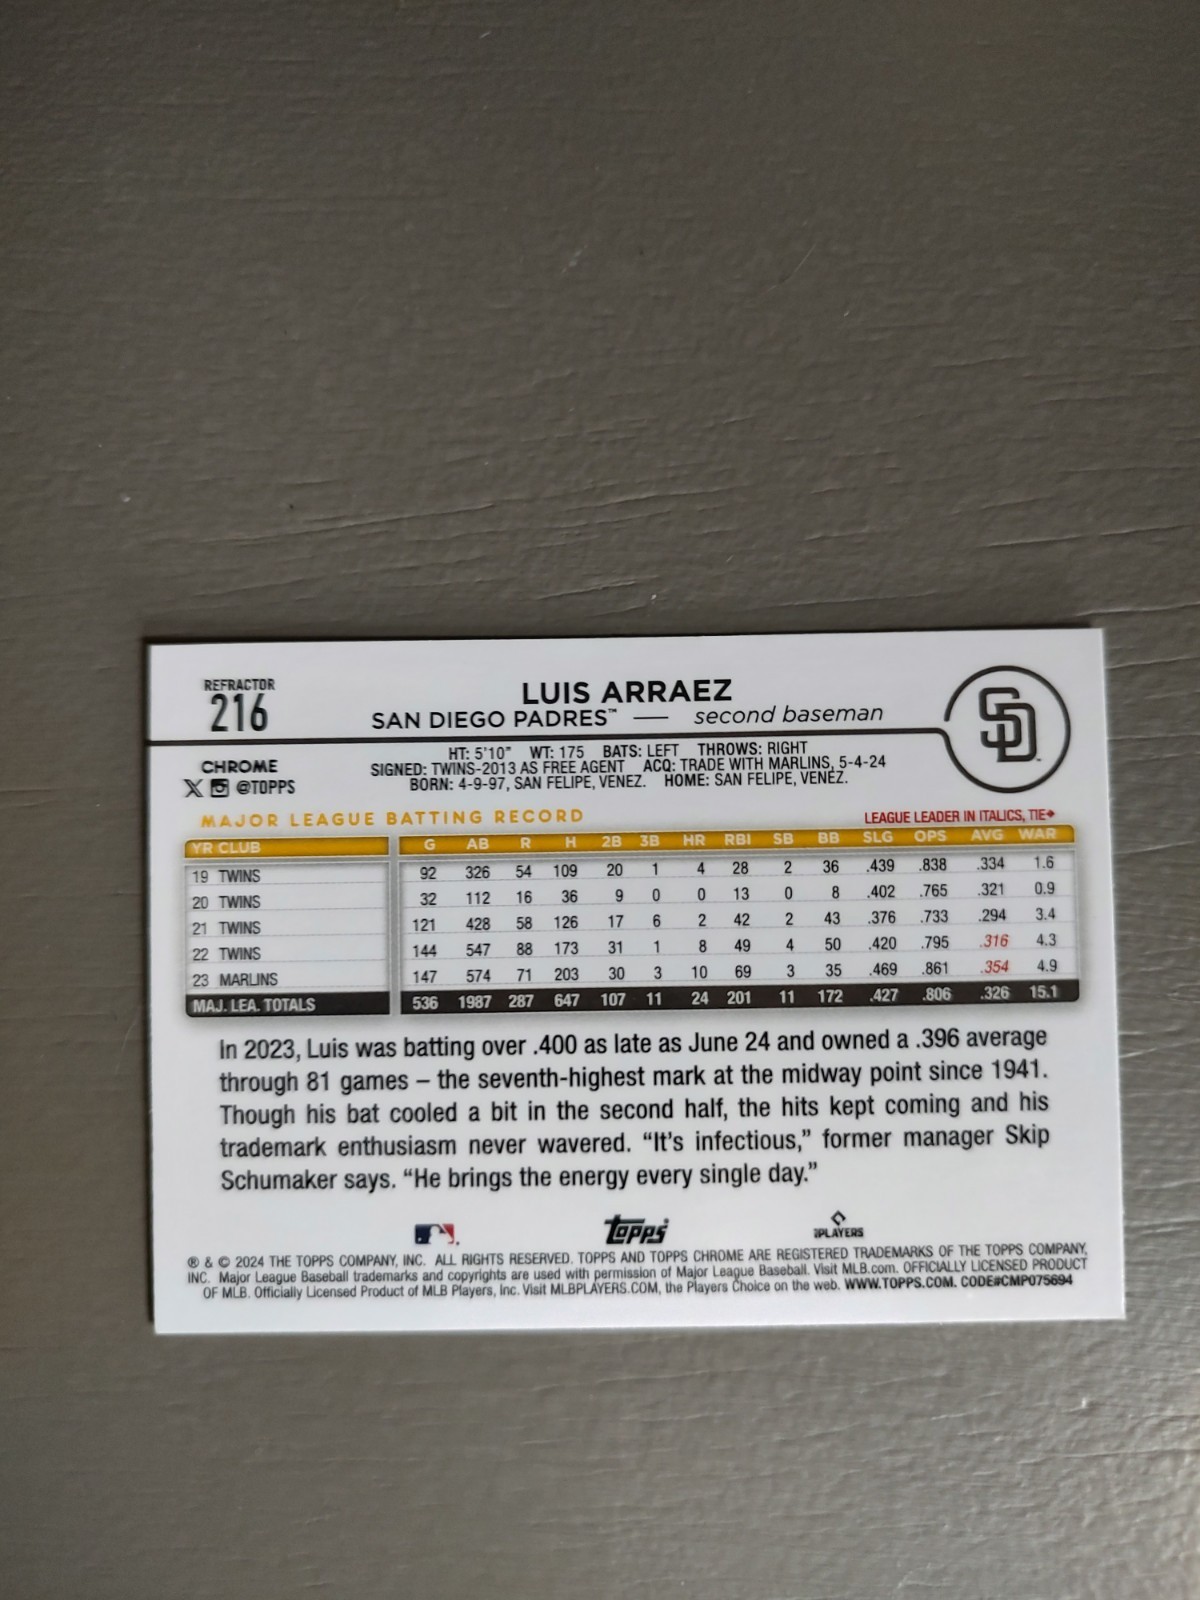 REFRACTOR
216
LUIS ARRAEZ
SAN DIEGO PADRES™ — second baseman
SD
CHROME
X @TOPPS
HT: 5'10" WT: 175 BATS: LEFT THROWS: RIGHT
SIGNED: TWINS-2013 AS FREE AGENT ACQ: TRADE WITH MARLINS, 5-4-24
BORN: 4-9-97, SAN FELIPE, VENEZ. HOME: SAN FELIPE, VENEZ.
MAJOR LEAGUE BATTING RECORD LEAGUE LEADER IN ITALICS, TIE♦
YR CLUB G AB R H 2B 3B HR RBI SB BB SLG OPS AVG WAR
19 TWINS 92 326 54 109 20 1 4 28 2 36 .439 .838 .334 1.6
20 TWINS 32 112 16 36 9 0 0 13 0 8 .402 .765 .321 0.9
21 TWINS 121 428 58 126 17 6 2 42 2 43 .376 .733 .294 3.4
22 TWINS 144 547 88 173 31 1 8 49 4 50 .420 .795 .316 4.3
23 MARLINS 147 574 71 203 30 3 10 69 3 35 .469 .861 .354 4.9
MAJ. LEA. TOTALS 536 1987 287 647 107 11 24 201 11 172 .427 .806 .326 15.1
In 2023, Luis was batting over .400 as late as June 24 and owned a .396 average
through 81 games – the seventh-highest mark at the midway point since 1941.
Though his bat cooled a bit in the second half, the hits kept coming and his
trademark enthusiasm never wavered. “It’s infectious,” former manager Skip
Schumaker says. “He brings the energy every single day.”
topps PLAYERS
® & © 2024 THE TOPPS COMPANY, INC. ALL RIGHTS RESERVED. TOPPS AND TOPPS CHROME ARE REGISTERED TRADEMARKS OF THE TOPPS COMPANY,
INC. Major League Baseball trademarks and copyrights are used with permission of Major League Baseball. Visit MLB.com. OFFICIALLY LICENSED PRODUCT
OF MLB. Officially Licensed Product of MLB Players, Inc. Visit MLBPLAYERS.COM, the Players Choice on the web. WWW.TOPPS.COM. CODE#CMP075694